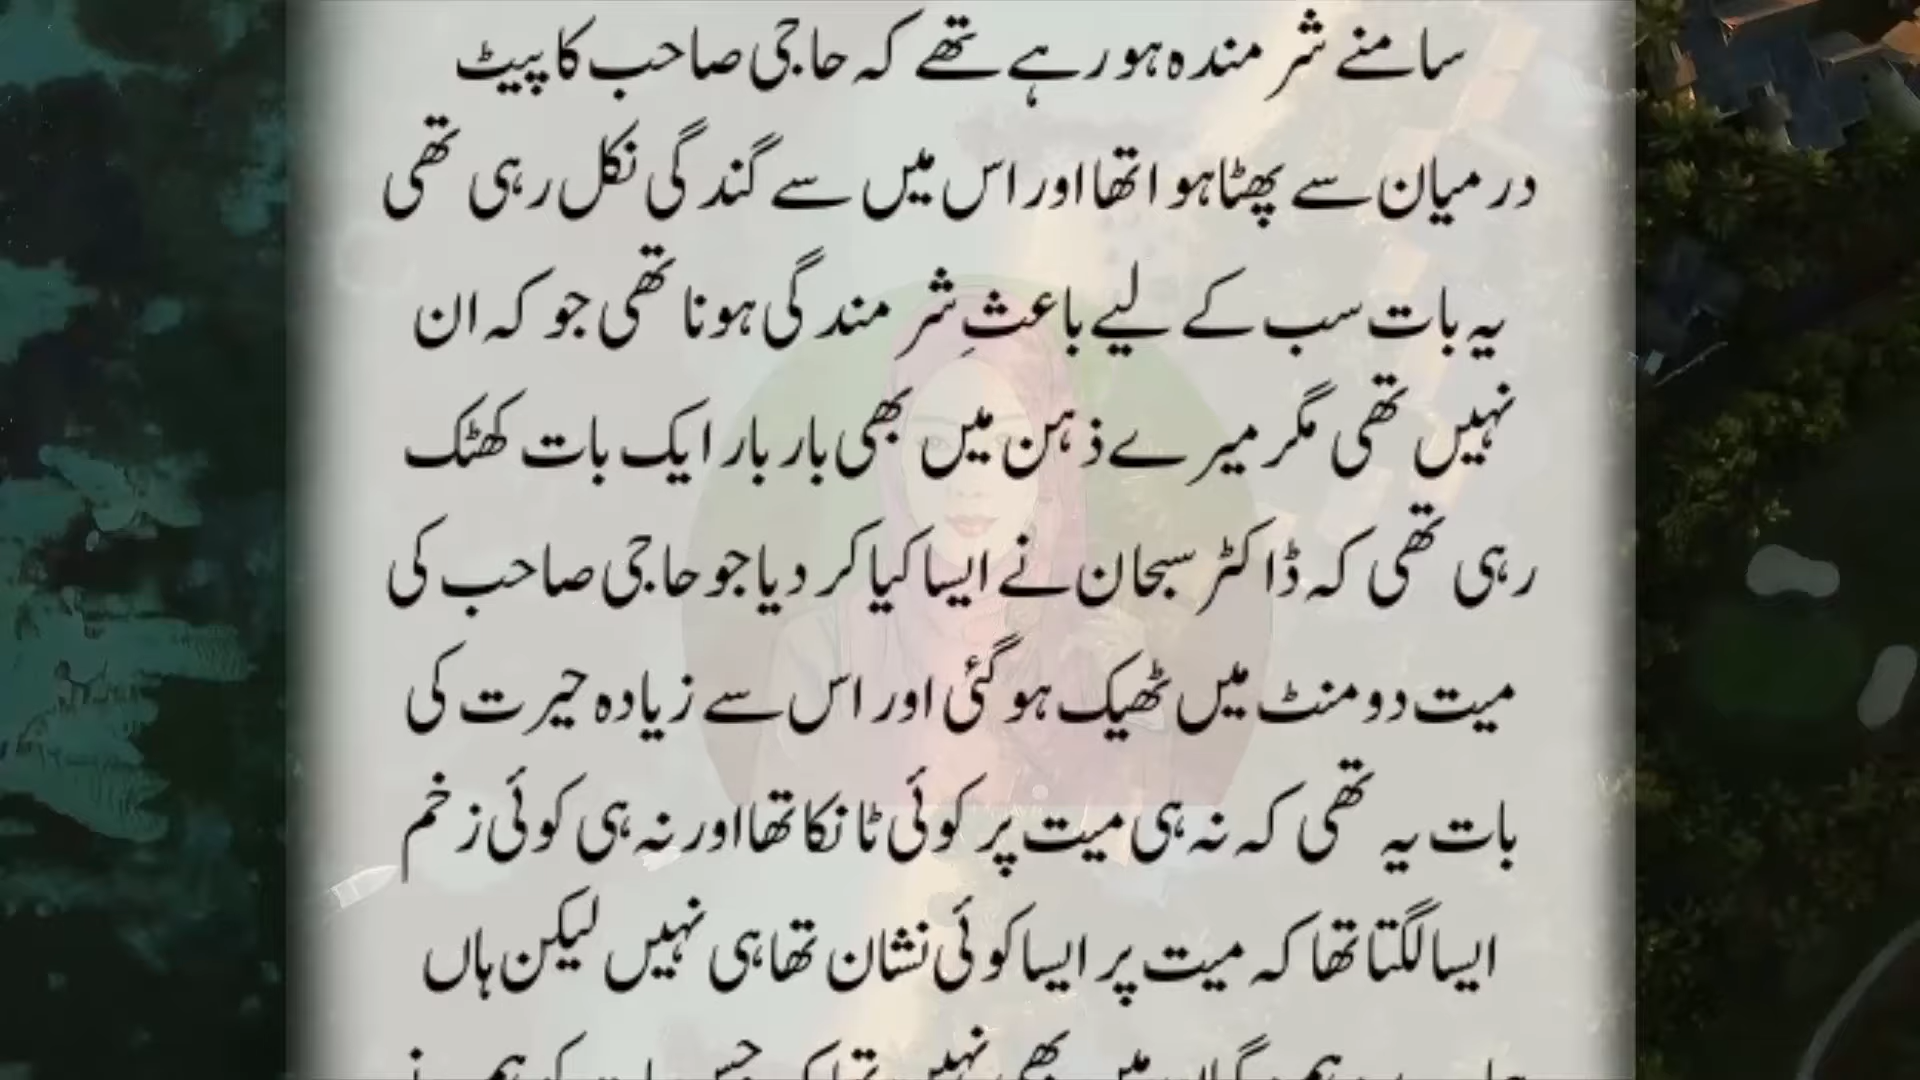 سامنے شرمندہ ہو رہے تھے کہ حاجی صاحب کا پیٹ
درمیان سے پھٹا ہوا تھا اور اس میں سے گندگی نکل رہی تھی
یہ بات سب کے لیے باعثِ شرمندگی ہونا تھی جو کہ ان
نہیں تھی مگر میرے ذہن میں بھی بار بار ایک بات کھٹک
رہی تھی کہ ڈاکٹر سبحان نے ایسا کیا کر دیا جو حاجی صاحب کی
میت دو منٹ میں ٹھیک ہو گئی اور اس سے زیادہ حیرت کی
بات یہ تھی کہ نہ ہی میت پر کوئی ٹانکا تھا اور نہ ہی کوئی زخم
ایسا لگتا تھا کہ میت پر ایسا کوئی نشان تھا ہی نہیں لیکن ہاں